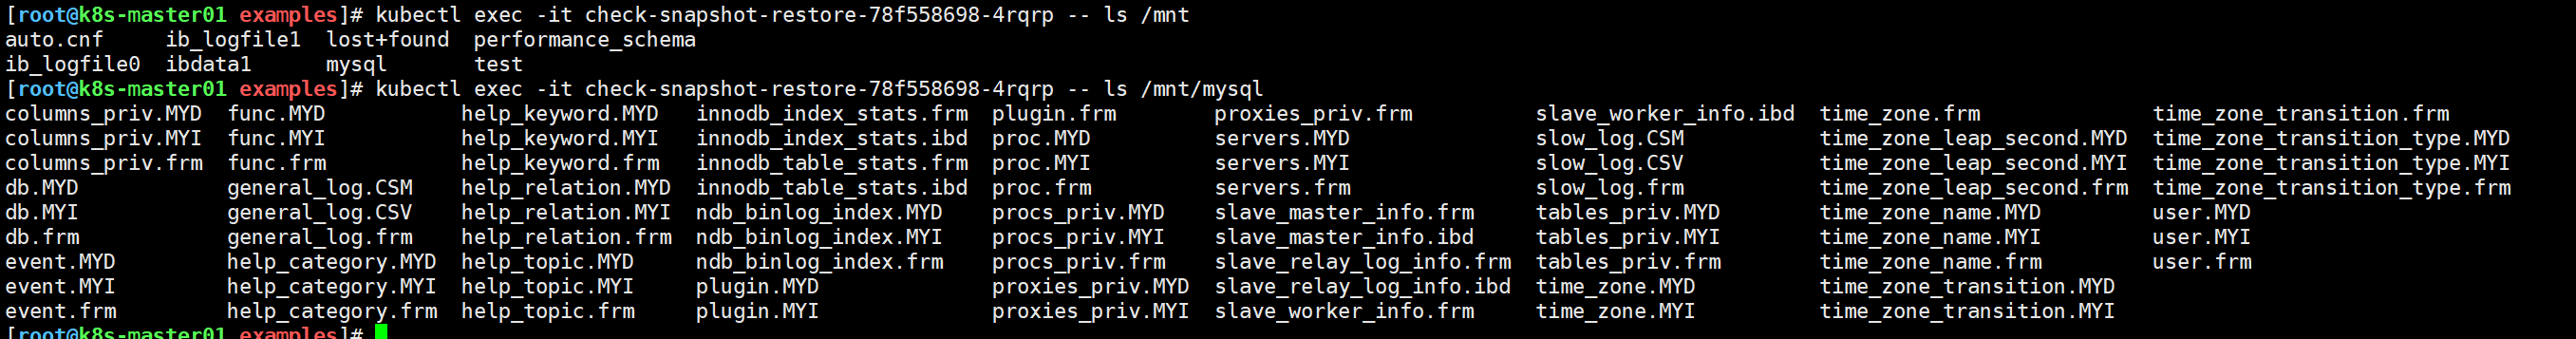 [root@k8s-master01 examples]# kubectl exec -it check-snapshot-restore-78f558698-4rqrp -- ls /mnt
auto.cnf     ib_logfile1  lost+found  performance_schema
ib_logfile0  ibdata1      mysql       test
[root@k8s-master01 examples]# kubectl exec -it check-snapshot-restore-78f558698-4rqrp -- ls /mnt/mysql
columns_priv.MYD  func.MYD           help_keyword.MYD   innodb_index_stats.frm  plugin.frm        proxies_priv.frm          slave_worker_info.ibd  time_zone.frm              time_zone_transition.frm
columns_priv.MYI  func.MYI           help_keyword.MYI   innodb_index_stats.ibd  proc.MYD          servers.MYD               slow_log.CSM           time_zone_leap_second.MYD  time_zone_transition_type.MYD
columns_priv.frm  func.frm           help_keyword.frm   innodb_table_stats.frm  proc.MYI          servers.MYI               slow_log.CSV           time_zone_leap_second.MYI  time_zone_transition_type.MYI
db.MYD            general_log.CSM    help_relation.MYD  innodb_table_stats.ibd  proc.frm          servers.frm               slow_log.frm           time_zone_leap_second.frm  time_zone_transition_type.frm
db.MYI            general_log.CSV    help_relation.MYI  ndb_binlog_index.MYD    procs_priv.MYD    slave_master_info.frm     tables_priv.MYD        time_zone_name.MYD         user.MYD
db.frm            general_log.frm    help_relation.frm  ndb_binlog_index.MYI    procs_priv.MYI    slave_master_info.ibd     tables_priv.MYI        time_zone_name.MYI         user.MYI
event.MYD         help_category.MYD  help_topic.MYD     ndb_binlog_index.frm    procs_priv.frm    slave_relay_log_info.frm  tables_priv.frm        time_zone_name.frm         user.frm
event.MYI         help_category.MYI  help_topic.MYI     plugin.MYD              proxies_priv.MYD  slave_relay_log_info.ibd  time_zone.MYD          time_zone_transition.MYD
event.frm         help_category.frm  help_topic.frm     plugin.MYI              proxies_priv.MYI  slave_worker_info.frm     time_zone.MYI          time_zone_transition.MYI
[root@k8s-master01 examples]#